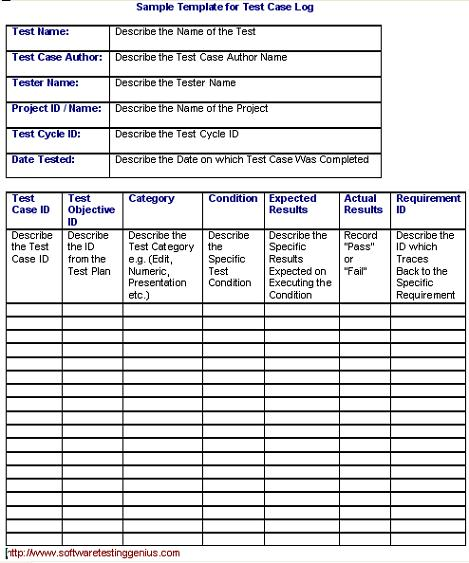 Sample Template for Test Case Log
Test Name: Describe the Name of the Test
Test Case Author: Describe the Test Case Author Name
Tester Name: Describe the Tester Name
Project ID / Name: Describe the Name of the Project
Test Cycle ID: Describe the Test Cycle ID
Date Tested: Describe the Date on which Test Case Was Completed
Test
Case ID
Test
Objective
ID
Category
Condition
Expected
Results
Actual
Results
Requirement
ID
Describe
the Test
Case ID
Describe
the ID
from the
Test Plan
Describe the
Test Category
e.g. (Edit,
Numeric,
Presentation
etc.)
Describe
the
Specific
Test
Condition
Describe the
Specific
Results
Expected on
Executing the
Condition
Record
"Pass"
or
"Fail"
Describe the
ID which
Traces
Back to the
Specific
Requirement
http://www.softwaretestinggenius.com